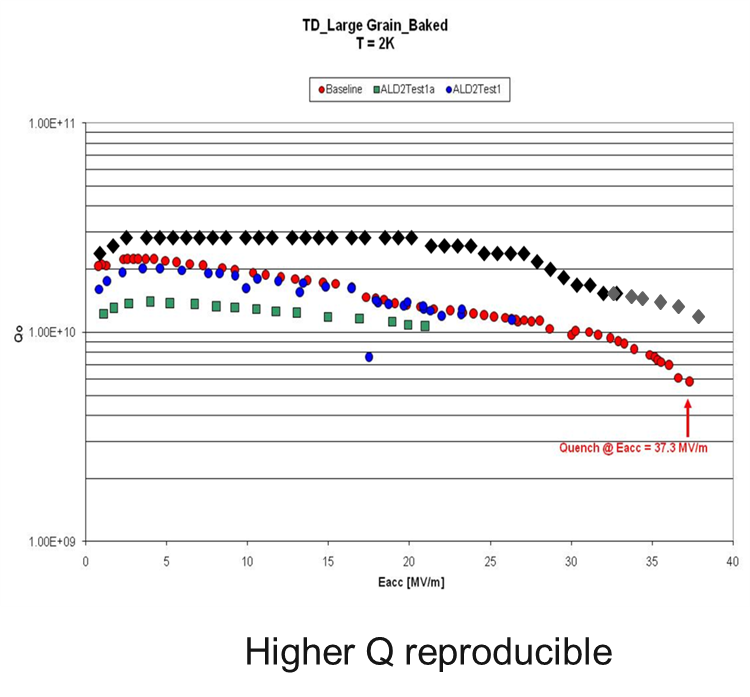 TD_Large Grain_Baked
T = 2K
Baseline ALD2Test1a ALD2Test1
1.00E+11
1.00E+10
1.00E+09
Qo
0 5 10 15 20 25 30 35 40
Eacc [MV/m]
Quench @ Eacc = 37.3 MV/m
Higher Q reproducible